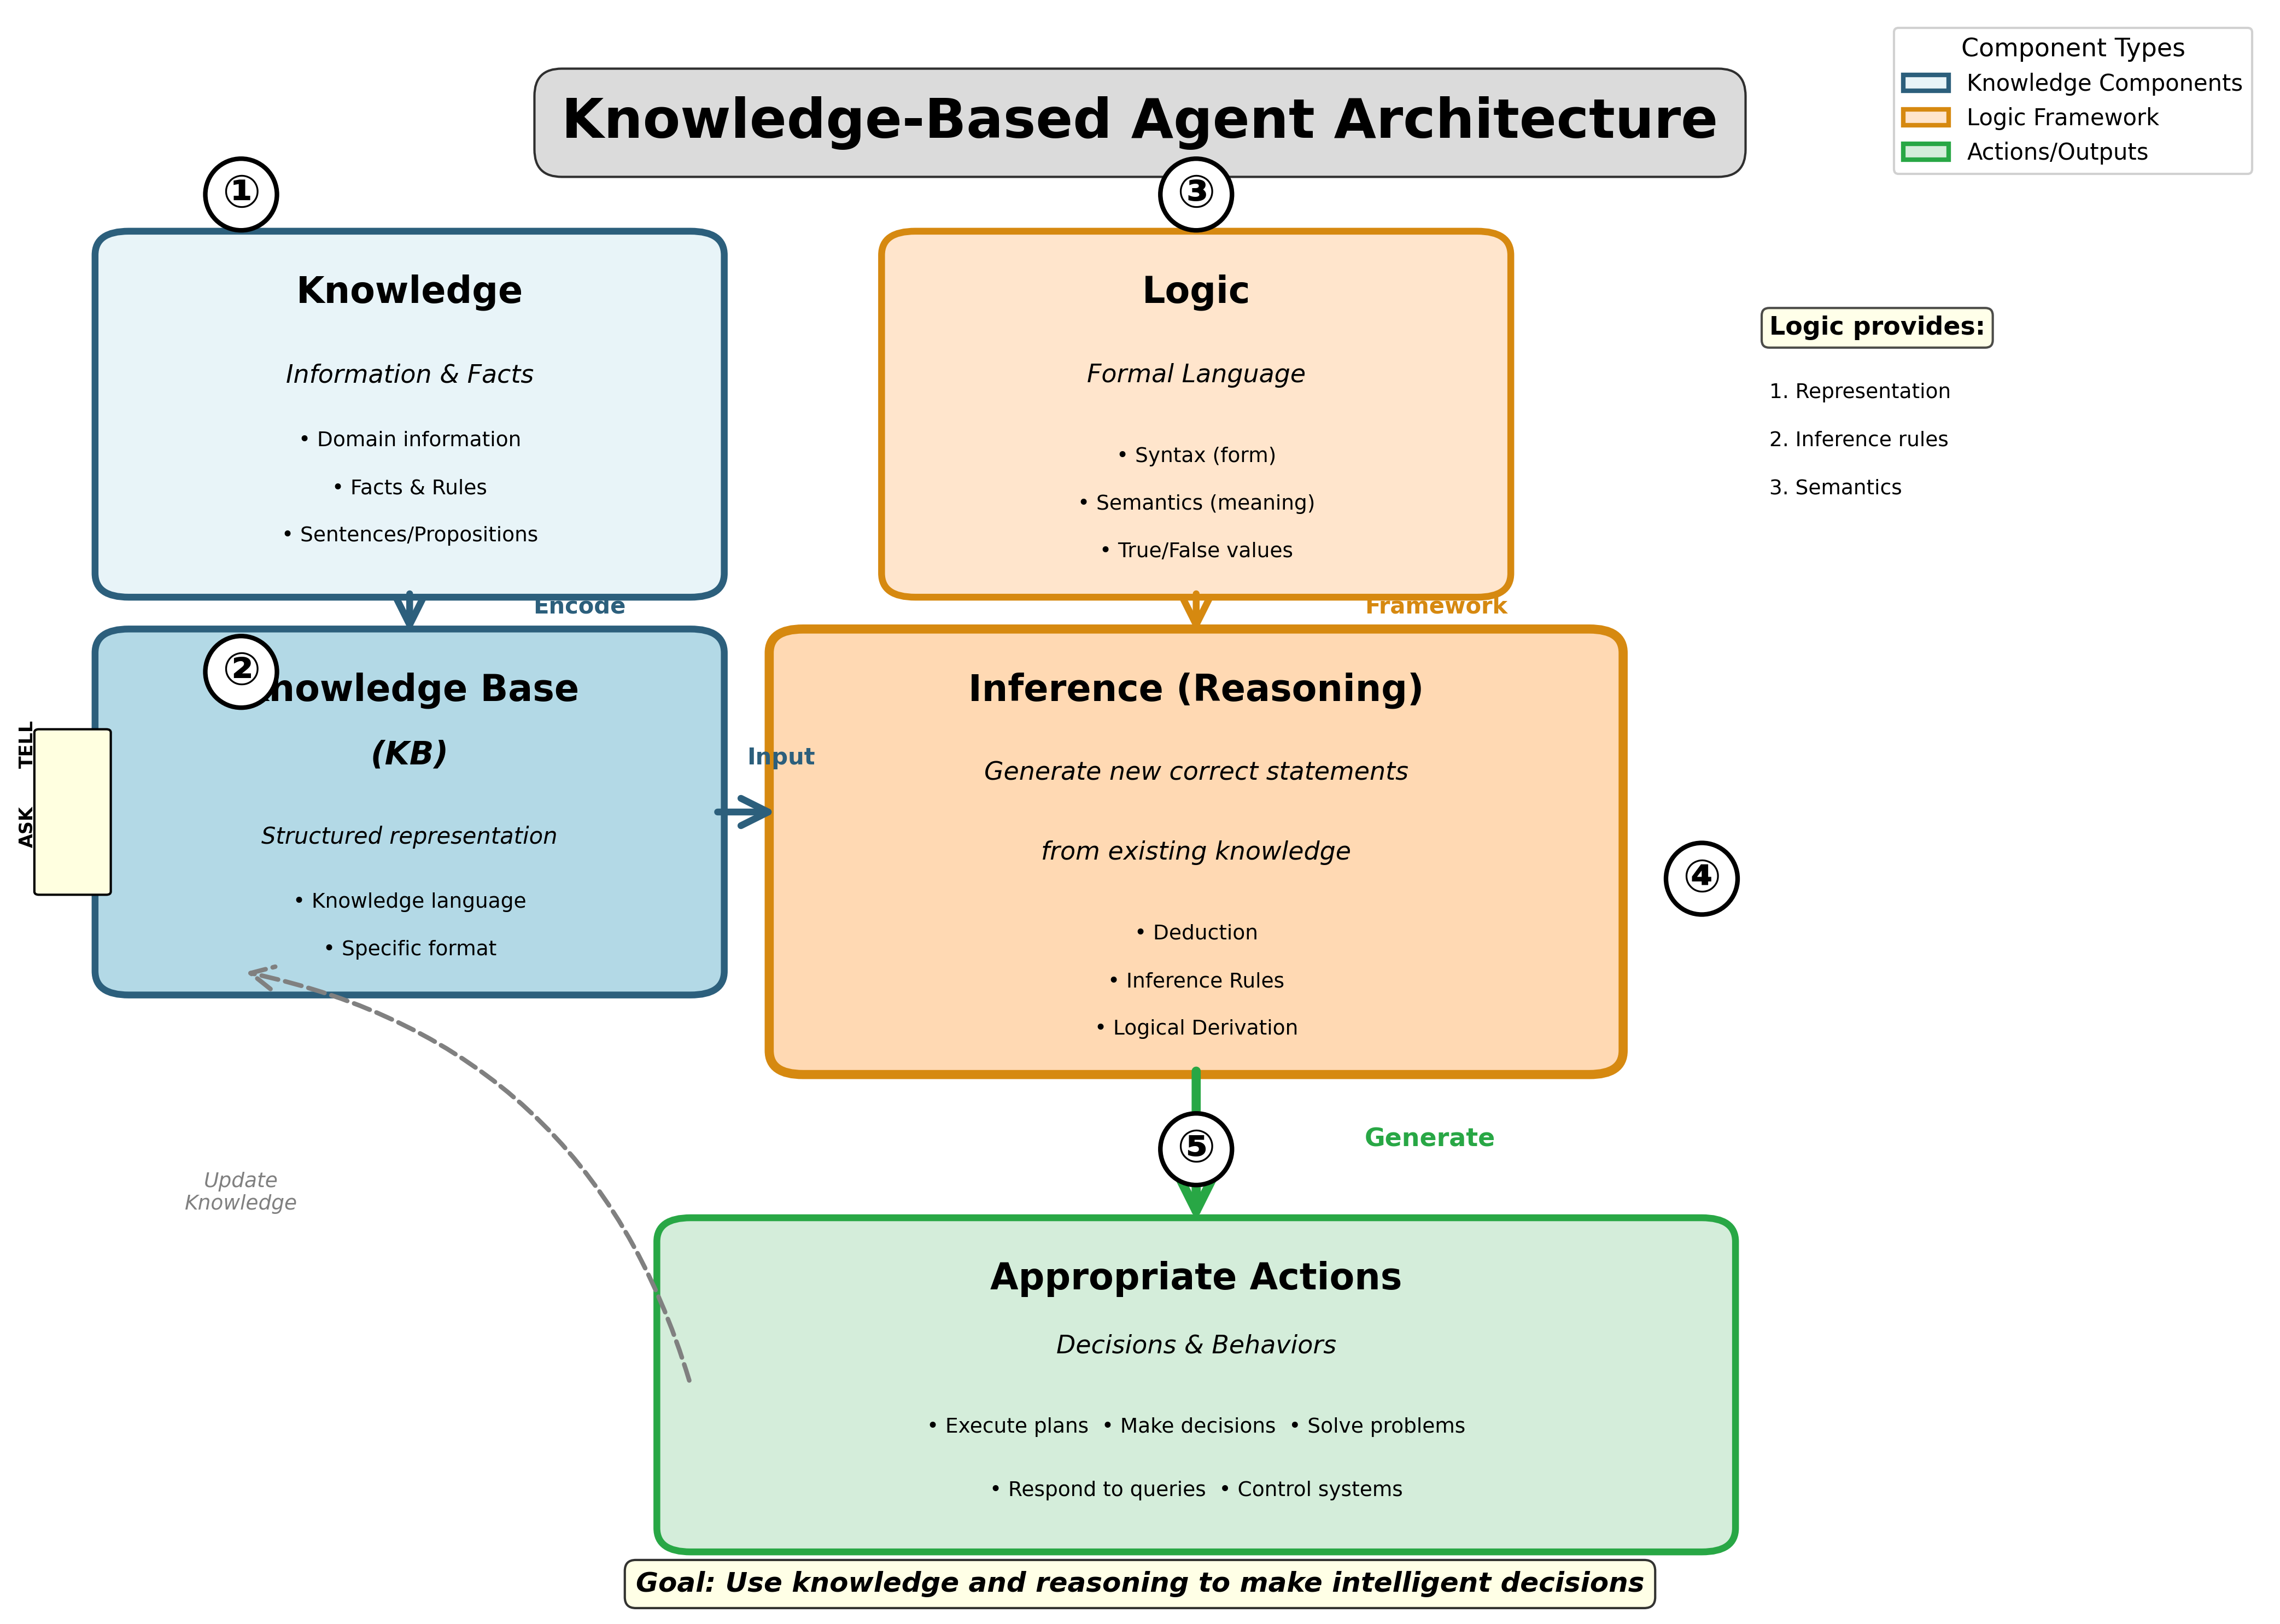 Component Types
Knowledge Components
Logic Framework
Actions/Outputs
Knowledge-Based Agent Architecture
①
Knowledge
Information & Facts
• Domain information
• Facts & Rules
• Sentences/Propositions
Encode
③
Logic
Formal Language
• Syntax (form)
• Semantics (meaning)
• True/False values
Framework
Logic provides:
1. Representation
2. Inference rules
3. Semantics
②
nowledge Base
(KB)
Structured representation
• Knowledge language
• Specific format
TELL
ASK
Input
Inference (Reasoning)
Generate new correct statements
from existing knowledge
• Deduction
• Inference Rules
• Logical Derivation
④
⑤
Generate
Update
Knowledge
Appropriate Actions
Decisions & Behaviors
• Execute plans • Make decisions • Solve problems
• Respond to queries • Control systems
Goal: Use knowledge and reasoning to make intelligent decisions